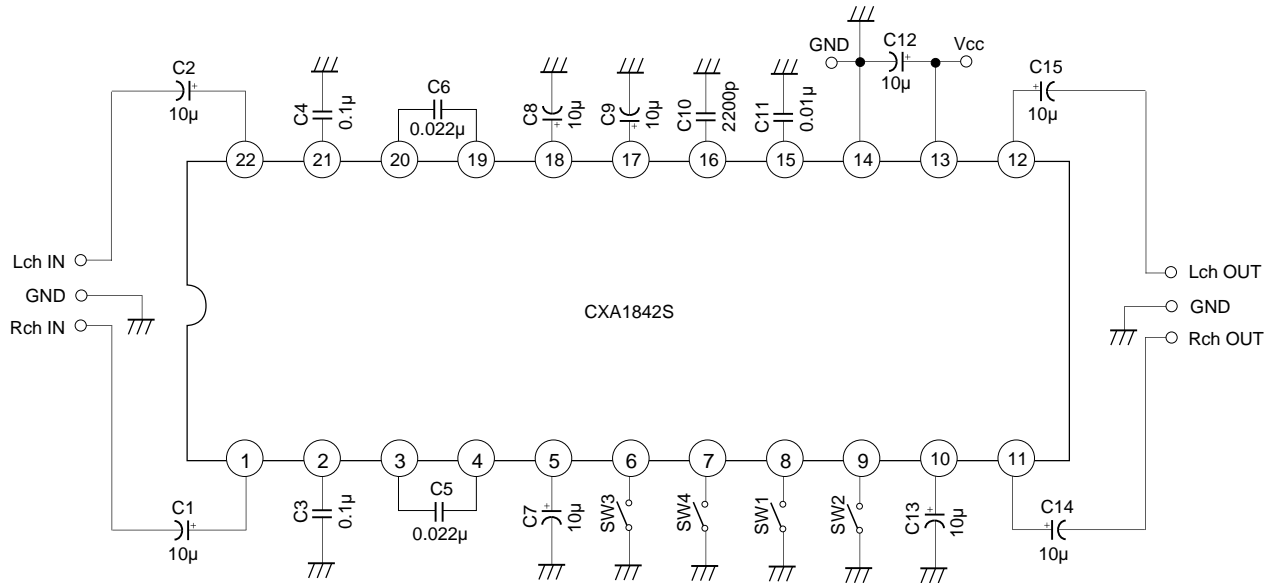 GND
C12
Vcc
10µ
C2
10µ
C4
0.1µ
C6
0.022µ
C8
10µ
C9
10µ
C10
2200p
C11
0.01µ
C15
10µ
22
21
20
19
18
17
16
15
14
13
12
Lch IN
GND
Rch IN
CXA1842S
Lch OUT
GND
Rch OUT
1
2
3
4
5
6
7
8
9
10
11
C1
10µ
C3
0.1µ
C5
0.022µ
C7
10µ
SW3
SW4
SW1
SW2
C13
10µ
C14
10µ